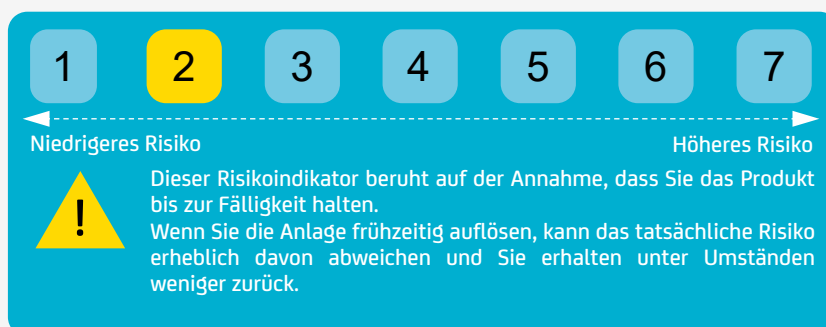 1 2 3 4 5 6 7
Niedrigeres Risiko Höheres Risiko
! Dieser Risikoindikator beruht auf der Annahme, dass Sie das Produkt
bis zur Fälligkeit halten.
Wenn Sie die Anlage frühzeitig auflösen, kann das tatsächliche Risiko
erheblich davon abweichen und Sie erhalten unter Umständen
weniger zurück.